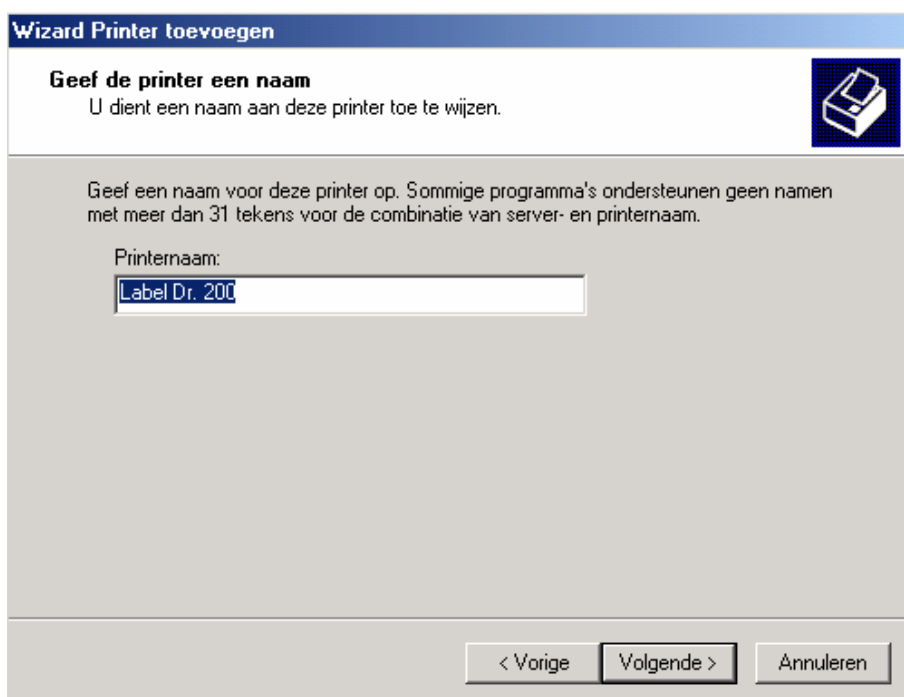 Wizard Printer toevoegen
Geef de printer een naam
U dient een naam aan deze printer toe te wijzen.
Geef een naam voor deze printer op. Sommige programma's ondersteunen geen namen
met meer dan 31 tekens voor de combinatie van server- en printernaam.
Printernaam:
Label Dr. 200
< Vorige
Volgende >
Annuleren